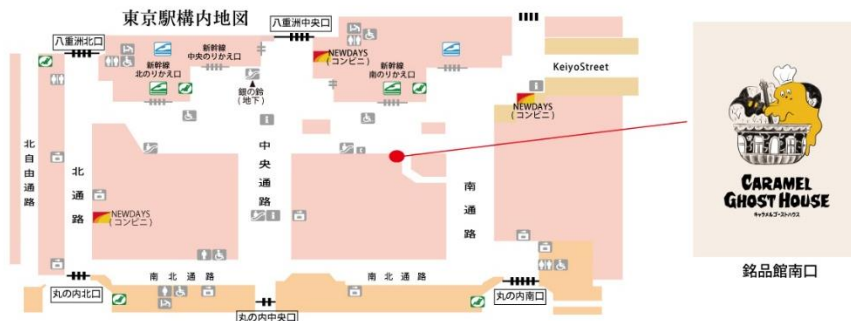 東京駅構内地図
八重洲北口
八重洲中央口
新幹線
中央のりかえ口
新幹線
北のりかえ口
NEWDAYS
(コンビニ)
新幹線
南のりかえ口
銀の鈴
(地下)
NEWDAYS
(コンビニ)
KeiyoStreet
北自由通路
北通路
中央通路
南通路
NEWDAYS
(コンビニ)
南北通路
南北通路
丸の内北口
丸の内中央口
丸の内南口
CARAMEL
GHOST HOUSE
キャラメルゴーストハウス
銘品館南口